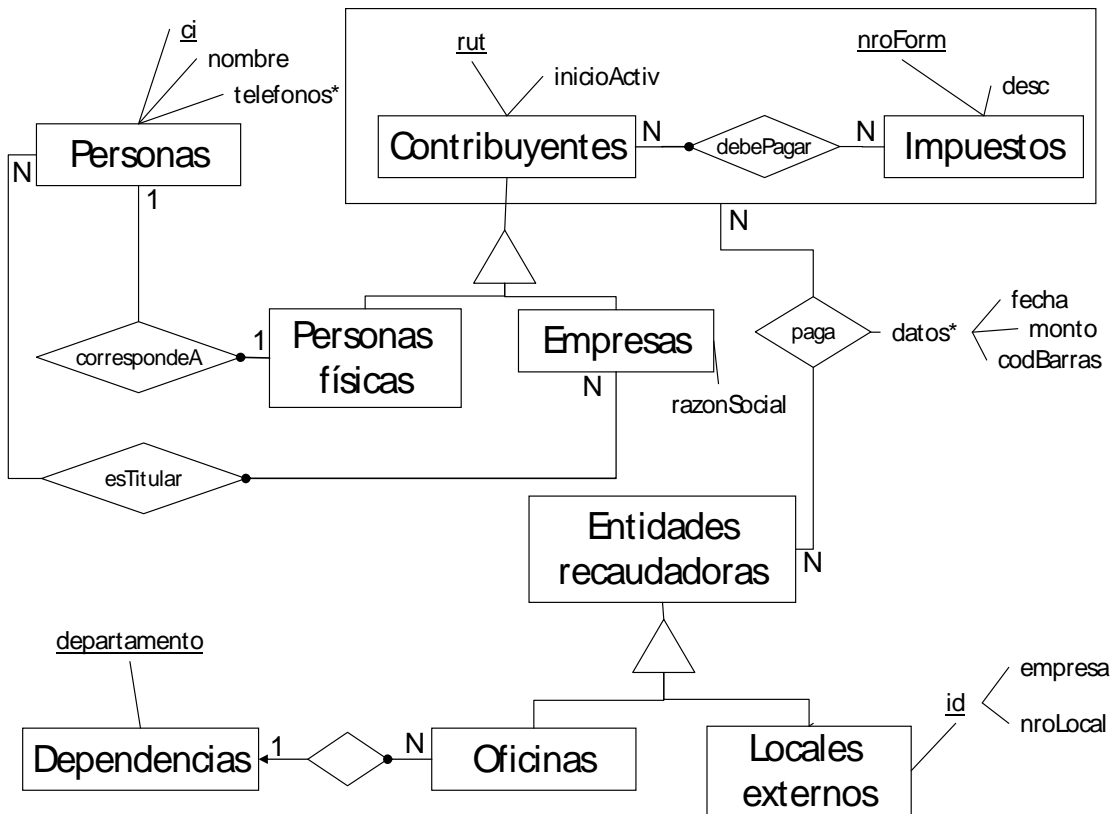 ci
nombre
telefonos*
Personas
N
1
rut
inicioActiv
nroForm
desc
Contribuyentes
N
debePagar
N
Impuestos
N
correspondeA
1
Personas
físicas
Empresas
N
razonSocial
paga
datos*
fecha
monto
codBarras
esTitular
Entidades
recaudadoras
N
departamento
Dependencias
1
N
Oficinas
Locales
externos
id
empresa
nroLocal